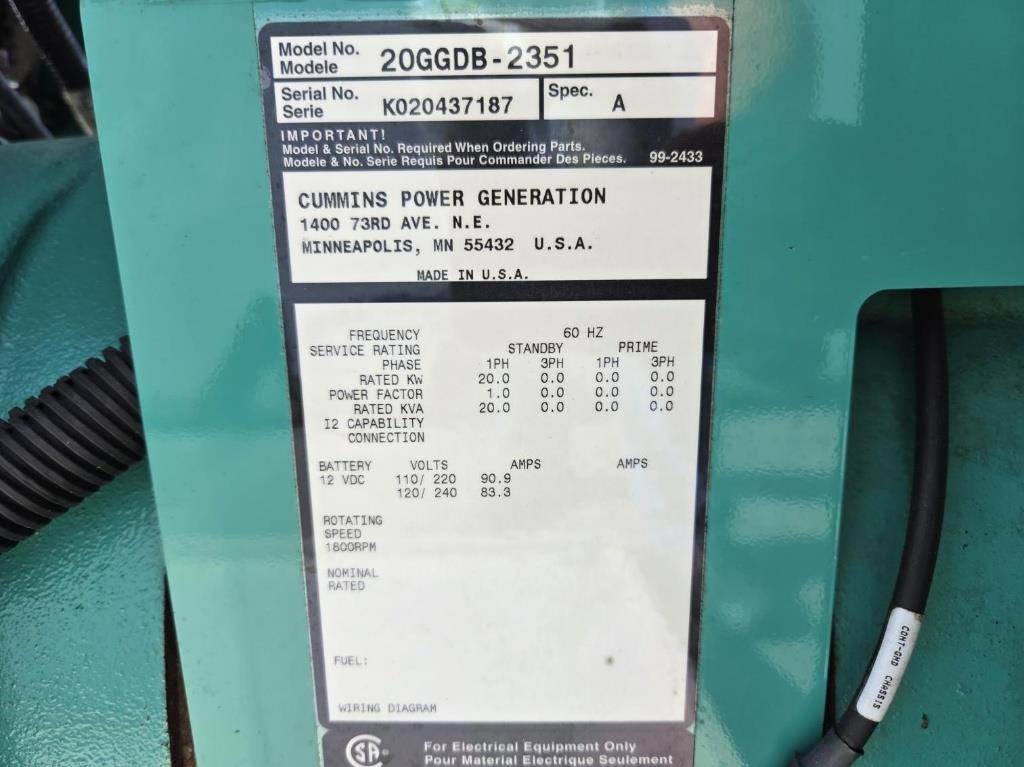 Model No.
Modele 20GGDB-2351
Serial No.
Serie K020437187 Spec. A
IMPORTANT!
Model & Serial No. Required When Ordering Parts.
Modele & No. Serie Requis Pour Commander Des Pieces. 99-2433
CUMMINS POWER GENERATION
1400 73RD AVE. N.E.
MINNEAPOLIS, MN 55432 U.S.A.
MADE IN U.S.A.
FREQUENCY 60 HZ
SERVICE RATING STANDBY PRIME
PHASE 1PH 3PH 1PH 3PH
RATED KW 20.0 0.0 0.0 0.0
POWER FACTOR 1.0 0.0 0.0 0.0
RATED KVA 20.0 0.0 0.0 0.0
I2 CAPABILITY
CONNECTION
BATTERY VOLTS AMPS AMPS
12 VDC 110/ 220 90.9
120/ 240 83.3
ROTATING
SPEED
1800RPM
NOMINAL
RATED
FUEL:
WIRING DIAGRAM
CSA® For Electrical Equipment Only
Pour Material Electrique Seulement
CONT-GND CHASSIS